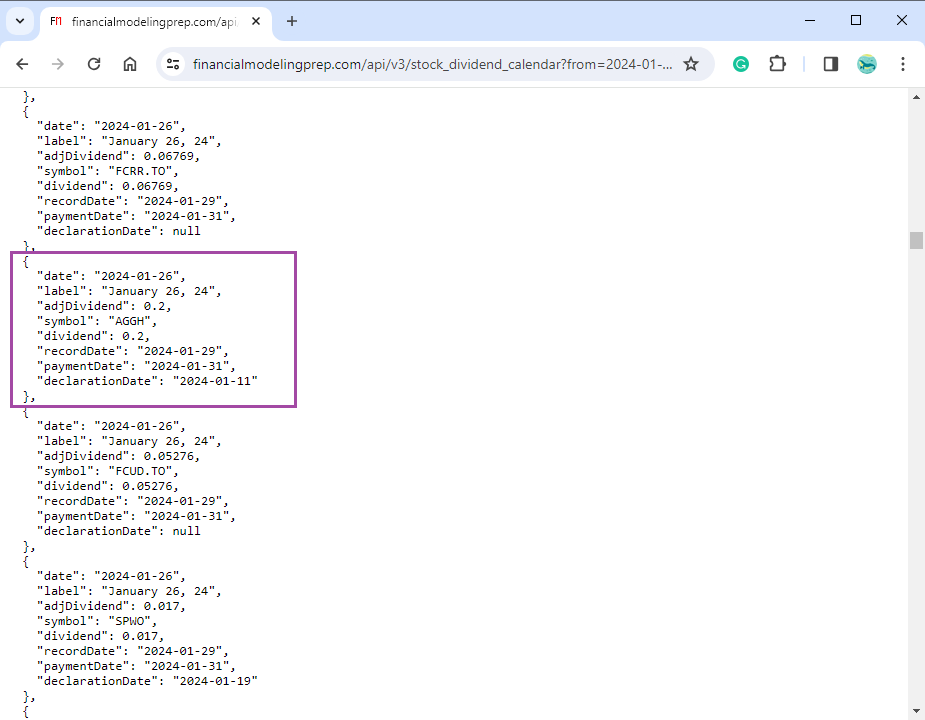 FM financialmodelingprep.com/api
financialmodelingprep.com/api/v3/stock_dividend_calendar?from=2024-01-...
},
{
"date": "2024-01-26",
"label": "January 26, 24",
"adjDividend": 0.06769,
"symbol": "FCRR.TO",
"dividend": 0.06769,
"recordDate": "2024-01-29",
"paymentDate": "2024-01-31",
"declarationDate": null
},
{
"date": "2024-01-26",
"label": "January 26, 24",
"adjDividend": 0.2,
"symbol": "AGGH",
"dividend": 0.2,
"recordDate": "2024-01-29",
"paymentDate": "2024-01-31",
"declarationDate": "2024-01-11"
},
{
"date": "2024-01-26",
"label": "January 26, 24",
"adjDividend": 0.05276,
"symbol": "FCUD.TO",
"dividend": 0.05276,
"recordDate": "2024-01-29",
"paymentDate": "2024-01-31",
"declarationDate": null
},
{
"date": "2024-01-26",
"label": "January 26, 24",
"adjDividend": 0.017,
"symbol": "SPWO",
"dividend": 0.017,
"recordDate": "2024-01-29",
"paymentDate": "2024-01-31",
"declarationDate": "2024-01-19"
},
{